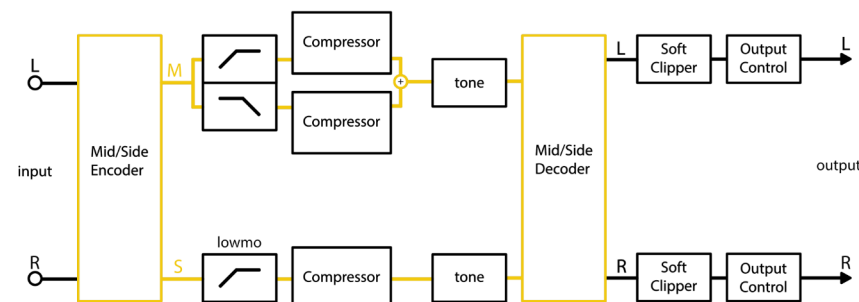 L
M
Compressor
+
tone
L
Soft
Clipper
Output
Control
L
Compressor
input
Mid/Side
Encoder
Mid/Side
Decoder
output
R
S
lowmo
Compressor
tone
R
Soft
Clipper
Output
Control
R